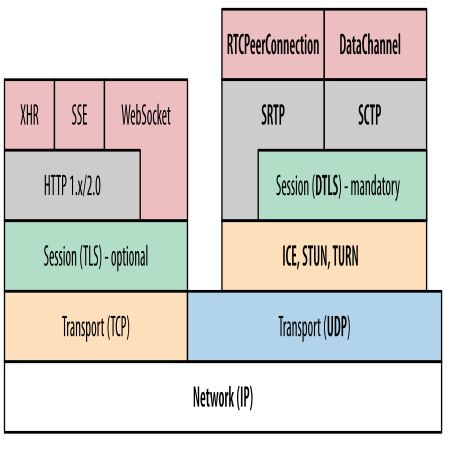 RTCPeerConnection DataChannel
XHR SSE WebSocket SRTP SCTP
HTTP 1.x/2.0 Session (DTLS) - mandatory
Session (TLS) - optional ICE, STUN, TURN
Transport (TCP) Transport (UDP)
Network (IP)